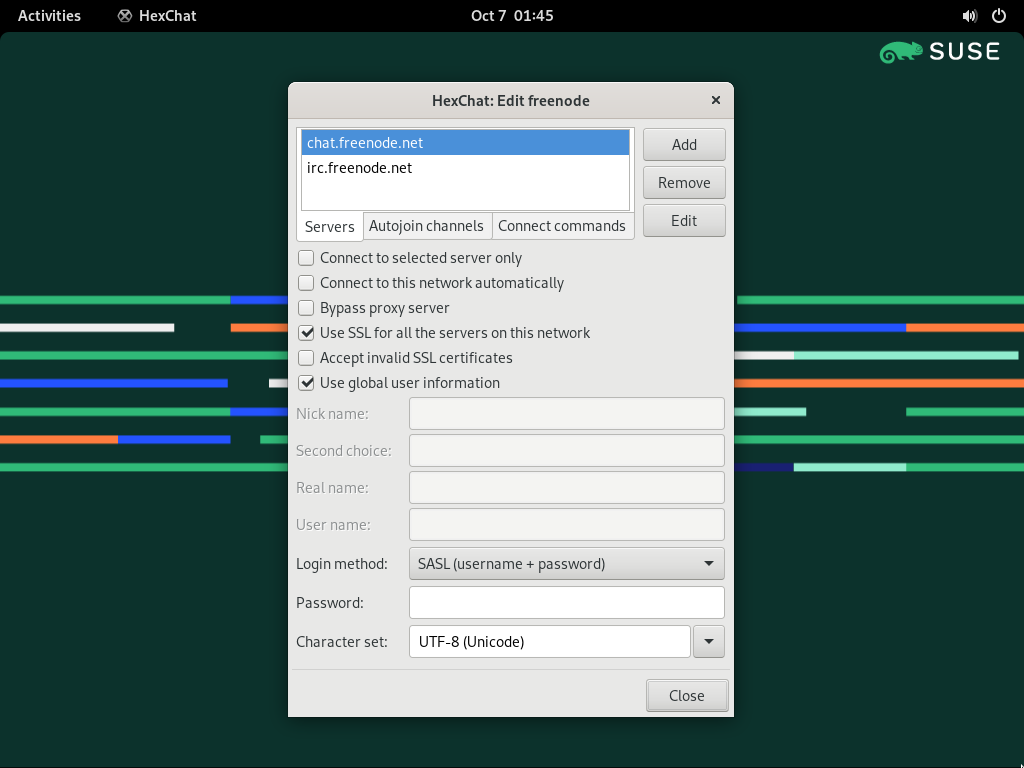 Activities HexChat Oct 7 01:45
SUSE
HexChat: Edit freenode
chat.freenode.net
irc.freenode.net
Add
Remove
Edit
Servers Autojoin channels Connect commands
Connect to selected server only
Connect to this network automatically
Bypass proxy server
Use SSL for all the servers on this network
Accept invalid SSL certificates
Use global user information
Nick name:
Second choice:
Real name:
User name:
Login method: SASL (username + password)
Password:
Character set: UTF-8 (Unicode)
Close